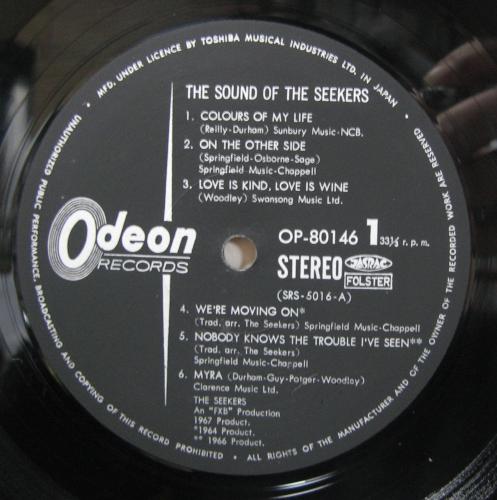 MFD. UNDER LICENCE BY TOSHIBA MUSICAL INDUSTRIES LTD. IN JAPAN •
UNAUTHORIZED PUBLIC PERFORMANCE, BROADCASTING AND COPYING OF THIS RECORD PROHIBITED • ALL RIGHTS OF THE MANUFACTURER AND OF THE OWNER OF THE RECORDED WORK ARE RESERVED
THE SOUND OF THE SEEKERS
1. COLOURS OF MY LIFE
(Reilly-Durham) Sunbury Music-NCB.
2. ON THE OTHER SIDE
(Springfield-Osborne-Sage)
Springfield Music-Chappell
3. LOVE IS KIND, LOVE IS WINE
(Woodley) Swansong Music Ltd.
Odeon
RECORDS
OP-80146 1 33⅓ r. p. m.
STEREO JASRAC
FOLSTER
(SRS-5016-A)
4. WE'RE MOVING ON*
(Trad. arr. The Seekers) Springfield Music-Chappell
5. NOBODY KNOWS THE TROUBLE I'VE SEEN**
(Trad. arr. The Seekers)
Springfield Music-Chappell
6. MYRA (Durham-Guy-Potger-Woodley)
Clarence Music Ltd.
THE SEEKERS
An "FXB" Production
1967 Product.
*1964 Product.
** 1966 Product.